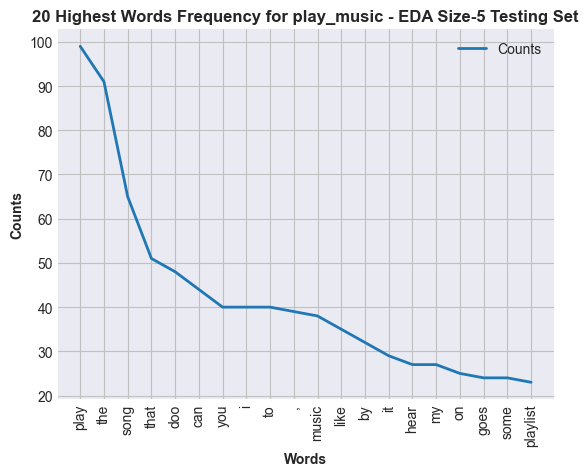 20 Highest Words Frequency for play_music - EDA Size-5 Testing Set
Counts
100
90
80
70
60
50
40
30
20
Counts
play
the
song
that
doo
can
you
i
to
,
music
like
by
it
hear
my
on
goes
some
playlist
Words